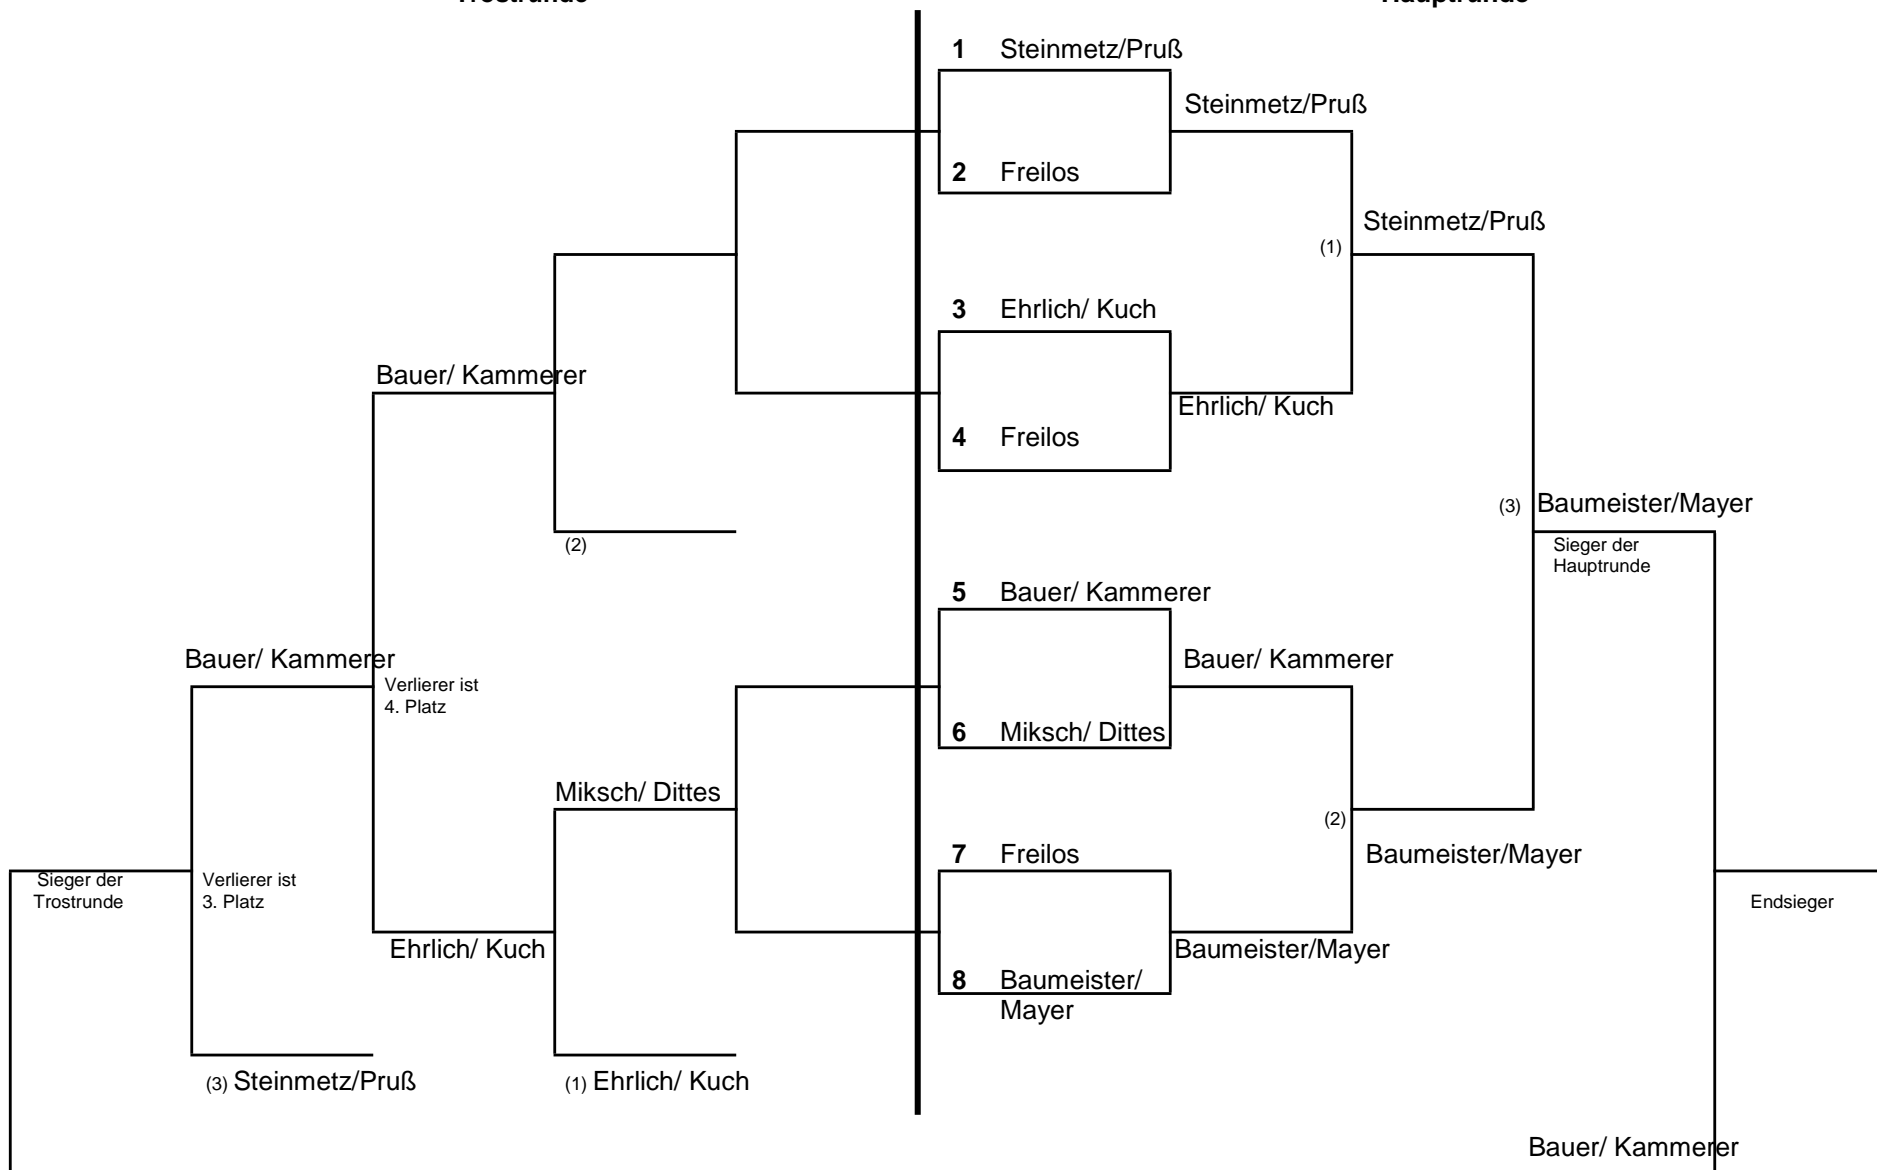 Trostrunde
Hauptrunde
1 Steinmetz/Pruß
Steinmetz/Pruß
2 Freilos
Steinmetz/Pruß
(1)
3 Ehrlich/ Kuch
Bauer/ Kammerer
Ehrlich/ Kuch
4 Freilos
(3) Baumeister/Mayer
(2)
Sieger der
Hauptrunde
5 Bauer/ Kammerer
Bauer/ Kammerer
Bauer/ Kammerer
Verlierer ist
4. Platz
6 Miksch/ Dittes
Miksch/ Dittes
(2)
7 Freilos
Baumeister/Mayer
Sieger der
Trostrunde
Verlierer ist
3. Platz
Endsieger
Ehrlich/ Kuch
Baumeister/Mayer
8 Baumeister/
Mayer
(3) Steinmetz/Pruß
(1) Ehrlich/ Kuch
Bauer/ Kammerer